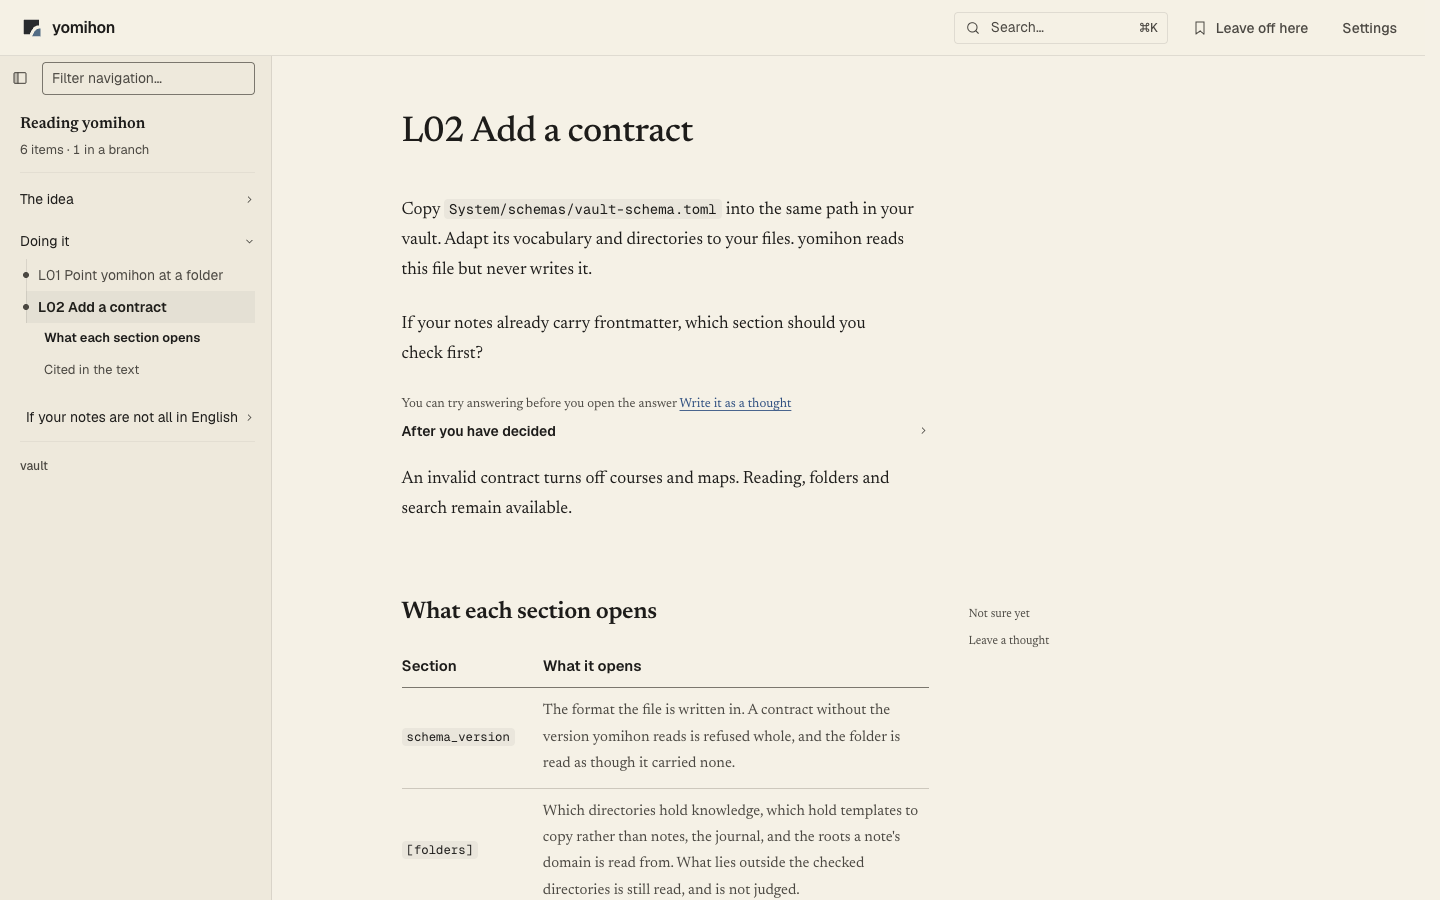 yomihon
Search…
⌘K
Leave off here
Settings
Filter navigation…
Reading yomihon
6 items · 1 in a branch
The idea
Doing it
L01 Point yomihon at a folder
L02 Add a contract
What each section opens
Cited in the text
If your notes are not all in English
vault
L02 Add a contract
Copy System/schemas/vault-schema.toml into the same path in your
vault. Adapt its vocabulary and directories to your files. yomihon reads
this file but never writes it.
If your notes already carry frontmatter, which section should you
check first?
You can try answering before you open the answer Write it as a thought
After you have decided
An invalid contract turns off courses and maps. Reading, folders and
search remain available.
What each section opens
Not sure yet
Leave a thought
Section What it opens
schema_version
The format the file is written in. A contract without the
version yomihon reads is refused whole, and the folder is
read as though it carried none.
[folders]
Which directories hold knowledge, which hold templates to
copy rather than notes, the journal, and the roots a note's
domain is read from. What lies outside the checked
directories is still read, and is not judged.